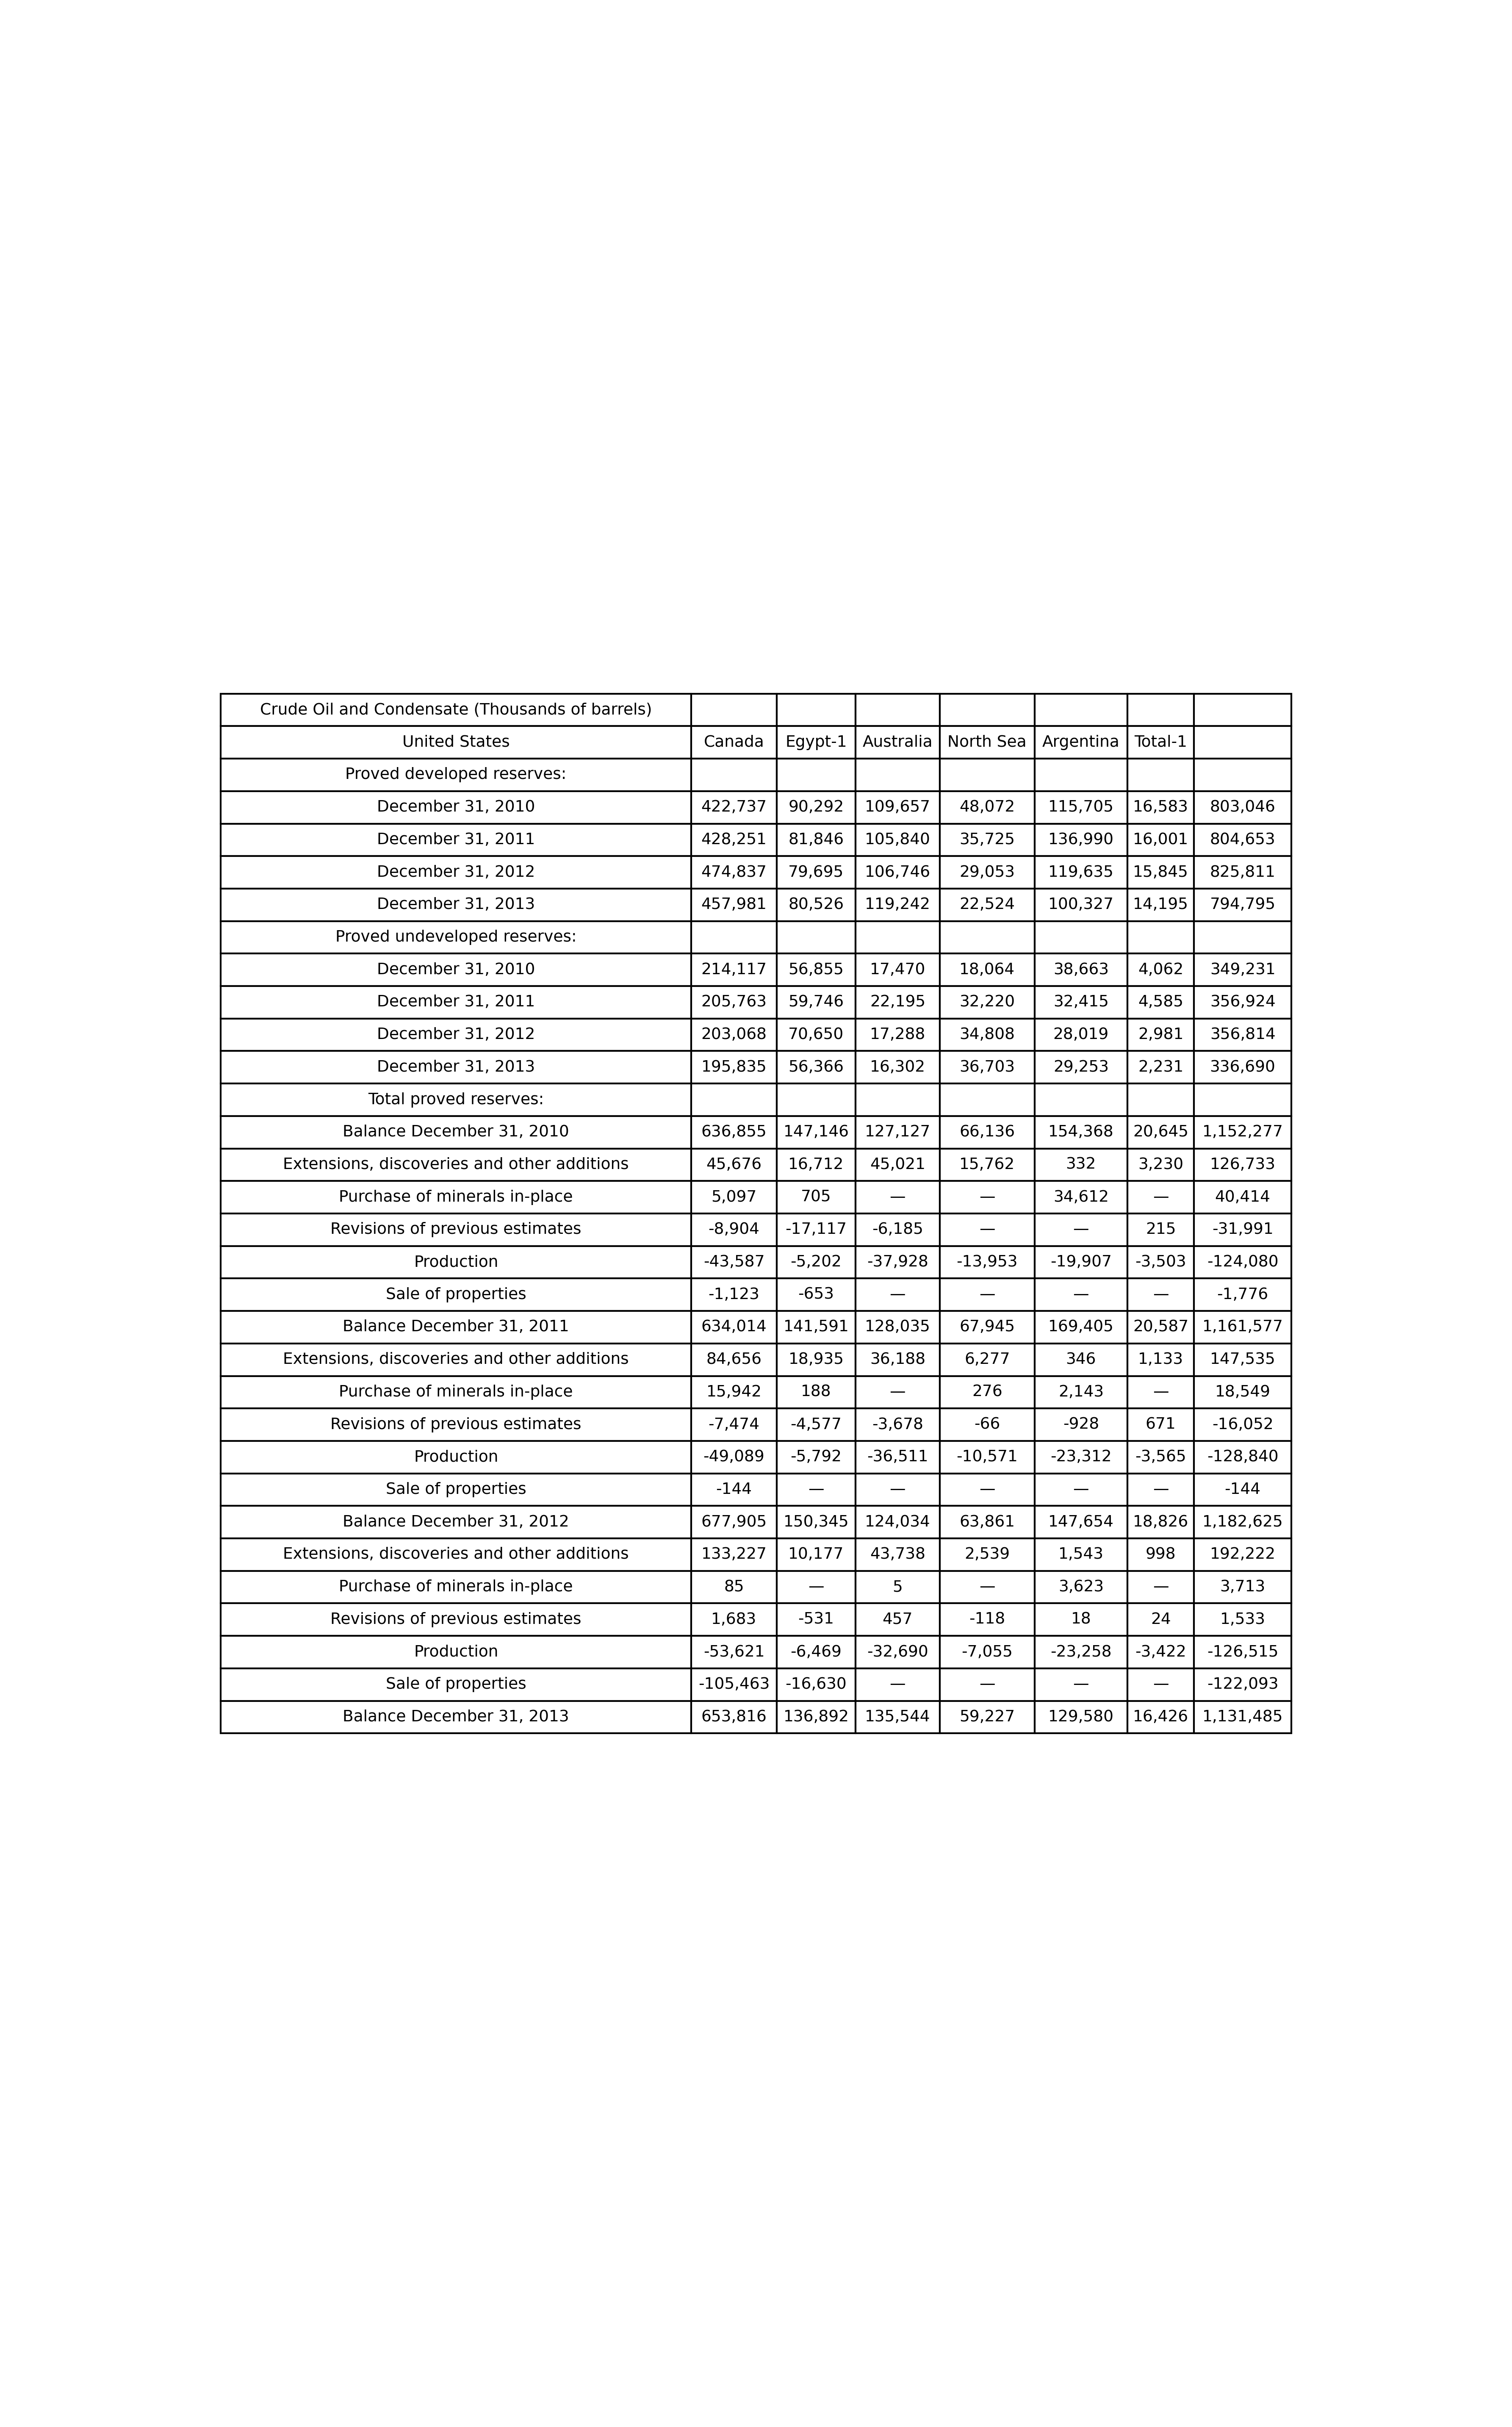 Crude Oil and Condensate (Thousands of barrels)
United States Canada Egypt-1 Australia North Sea Argentina Total-1
Proved developed reserves:
December 31, 2010 422,737 90,292 109,657 48,072 115,705 16,583 803,046
December 31, 2011 428,251 81,846 105,840 35,725 136,990 16,001 804,653
December 31, 2012 474,837 79,695 106,746 29,053 119,635 15,845 825,811
December 31, 2013 457,981 80,526 119,242 22,524 100,327 14,195 794,795
Proved undeveloped reserves:
December 31, 2010 214,117 56,855 17,470 18,064 38,663 4,062 349,231
December 31, 2011 205,763 59,746 22,195 32,220 32,415 4,585 356,924
December 31, 2012 203,068 70,650 17,288 34,808 28,019 2,981 356,814
December 31, 2013 195,835 56,366 16,302 36,703 29,253 2,231 336,690
Total proved reserves:
Balance December 31, 2010 636,855 147,146 127,127 66,136 154,368 20,645 1,152,277
Extensions, discoveries and other additions 45,676 16,712 45,021 15,762 332 3,230 126,733
Purchase of minerals in-place 5,097 705 — — 34,612 — 40,414
Revisions of previous estimates -8,904 -17,117 -6,185 — — 215 -31,991
Production -43,587 -5,202 -37,928 -13,953 -19,907 -3,503 -124,080
Sale of properties -1,123 -653 — — — — -1,776
Balance December 31, 2011 634,014 141,591 128,035 67,945 169,405 20,587 1,161,577
Extensions, discoveries and other additions 84,656 18,935 36,188 6,277 346 1,133 147,535
Purchase of minerals in-place 15,942 188 — 276 2,143 — 18,549
Revisions of previous estimates -7,474 -4,577 -3,678 -66 -928 671 -16,052
Production -49,089 -5,792 -36,511 -10,571 -23,312 -3,565 -128,840
Sale of properties -144 — — — — — -144
Balance December 31, 2012 677,905 150,345 124,034 63,861 147,654 18,826 1,182,625
Extensions, discoveries and other additions 133,227 10,177 43,738 2,539 1,543 998 192,222
Purchase of minerals in-place 85 — 5 — 3,623 — 3,713
Revisions of previous estimates 1,683 -531 457 -118 18 24 1,533
Production -53,621 -6,469 -32,690 -7,055 -23,258 -3,422 -126,515
Sale of properties -105,463 -16,630 — — — — -122,093
Balance December 31, 2013 653,816 136,892 135,544 59,227 129,580 16,426 1,131,485